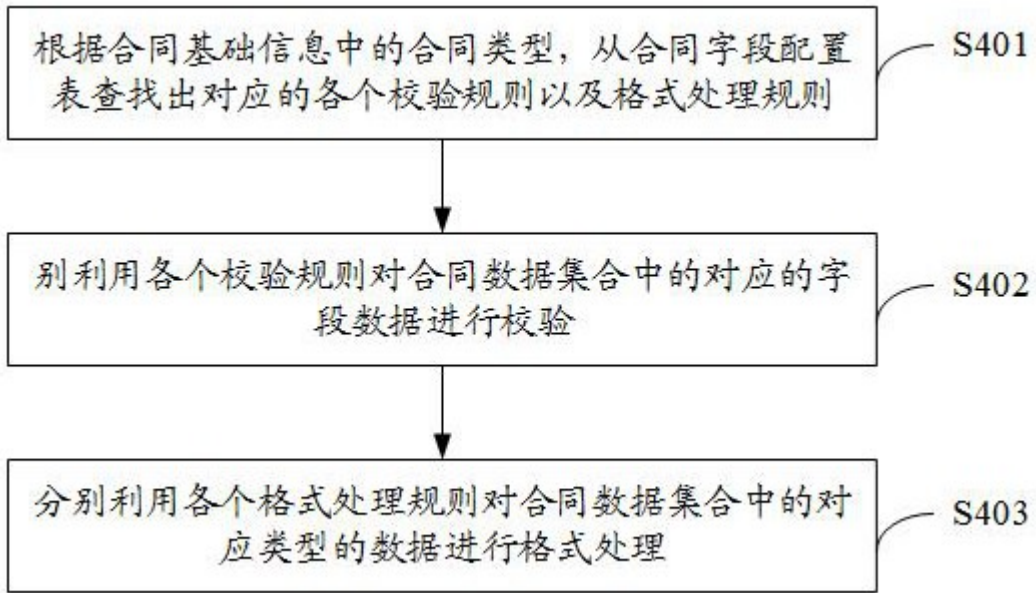 根据合同基础信息中的合同类型，从合同字段配置
表查找出对应的各个校验规则以及格式处理规则
S401
别利用各个校验规则对合同数据集合中的对应的字
段数据进行校验
S402
分别利用各个格式处理规则对合同数据集合中的对
应类型的数据进行格式处理
S403